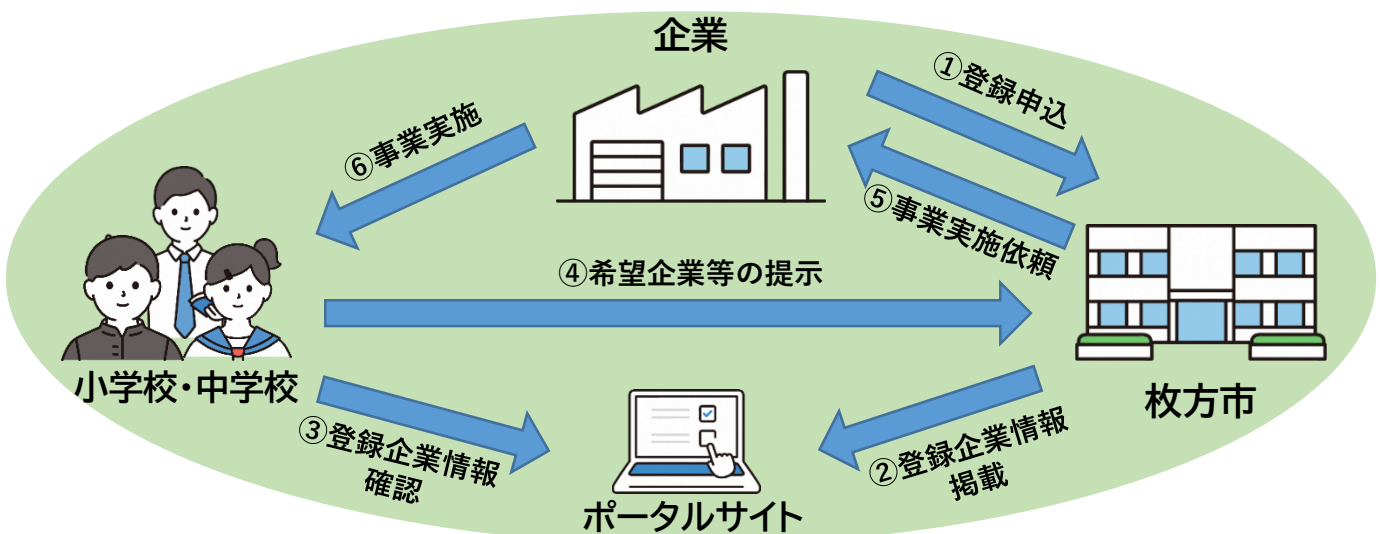 企業
①登録申込
⑥事業実施
⑤事業実施依頼
④希望企業等の提示
小学校・中学校
枚方市
③登録企業情報
確認
②登録企業情報
掲載
ポータルサイト